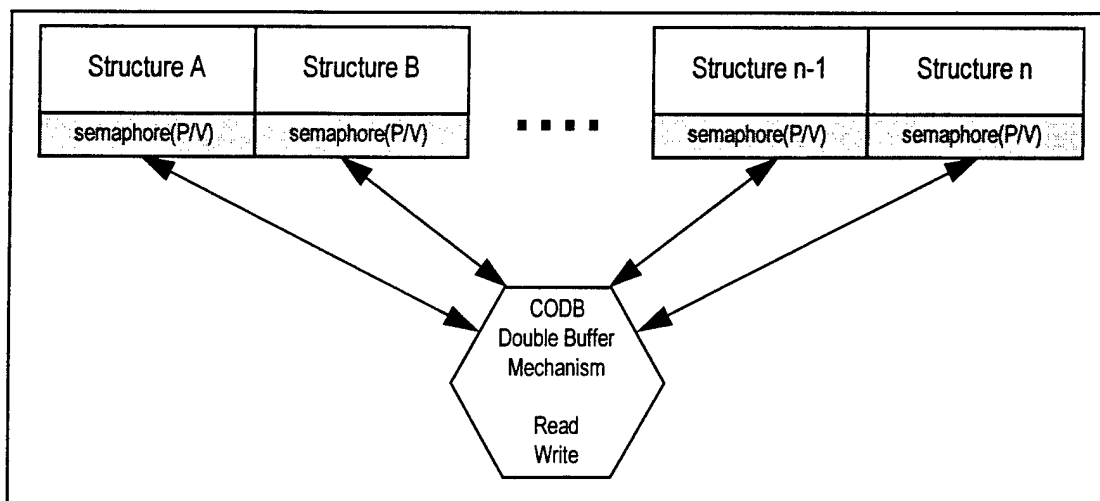 Structure A
Structure B
Structure n-1
Structure n
semaphore(P/V)
semaphore(P/V)
semaphore(P/V)
semaphore(P/V)
CODB
Double Buffer
Mechanism
Read
Write